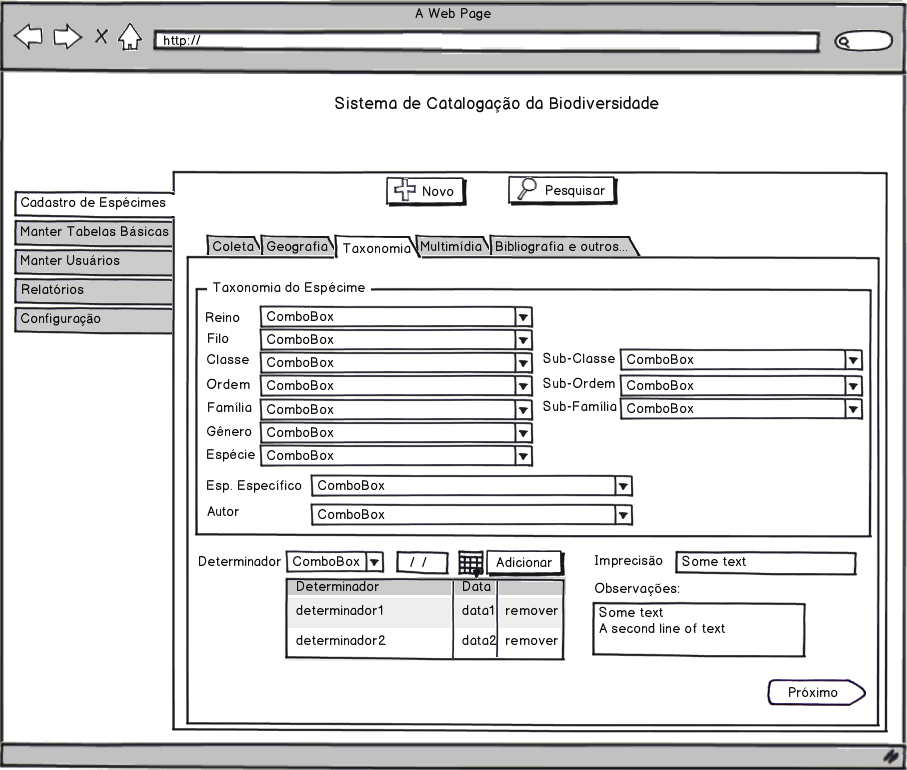 A Web Page
http://
Sistema de Catalogação da Biodiversidade
Novo
Pesquisar
Cadastro de Espécimes
Manter Tabelas Básicas
Manter Usuários
Relatórios
Configuração
Coleta
Geografia
Taxonomia
Multimídia
Bibliografia e outros...
Taxonomia do Espécime
Reino ComboBox
Filo ComboBox
Classe ComboBox Sub-Classe ComboBox
Ordem ComboBox Sub-Ordem ComboBox
Família ComboBox Sub-Família ComboBox
Gênero ComboBox
Espécie ComboBox
Esp. Específico ComboBox
Autor ComboBox
Determinador ComboBox / / Adicionar
Determinador Data
determinador1 data1 remover
determinador2 data2 remover
Imprecisão Some text
Observações:
Some text
A second line of text
Próximo